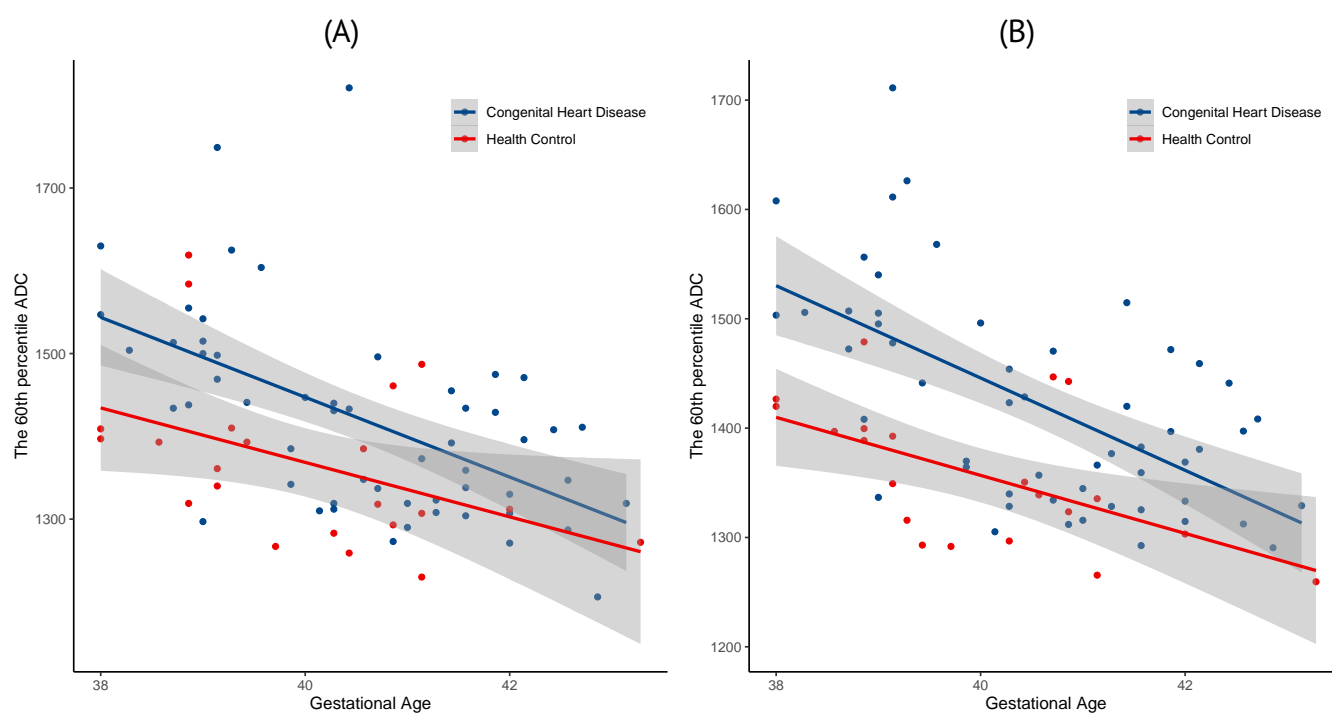 (A)
Congenital Heart Disease
Health Control
The 60th percentile ADC
1700
1500
1300
38
40
42
Gestational Age
(B)
Congenital Heart Disease
Health Control
The 60th percentile ADC
1700
1600
1500
1400
1300
1200
38
40
42
Gestational Age